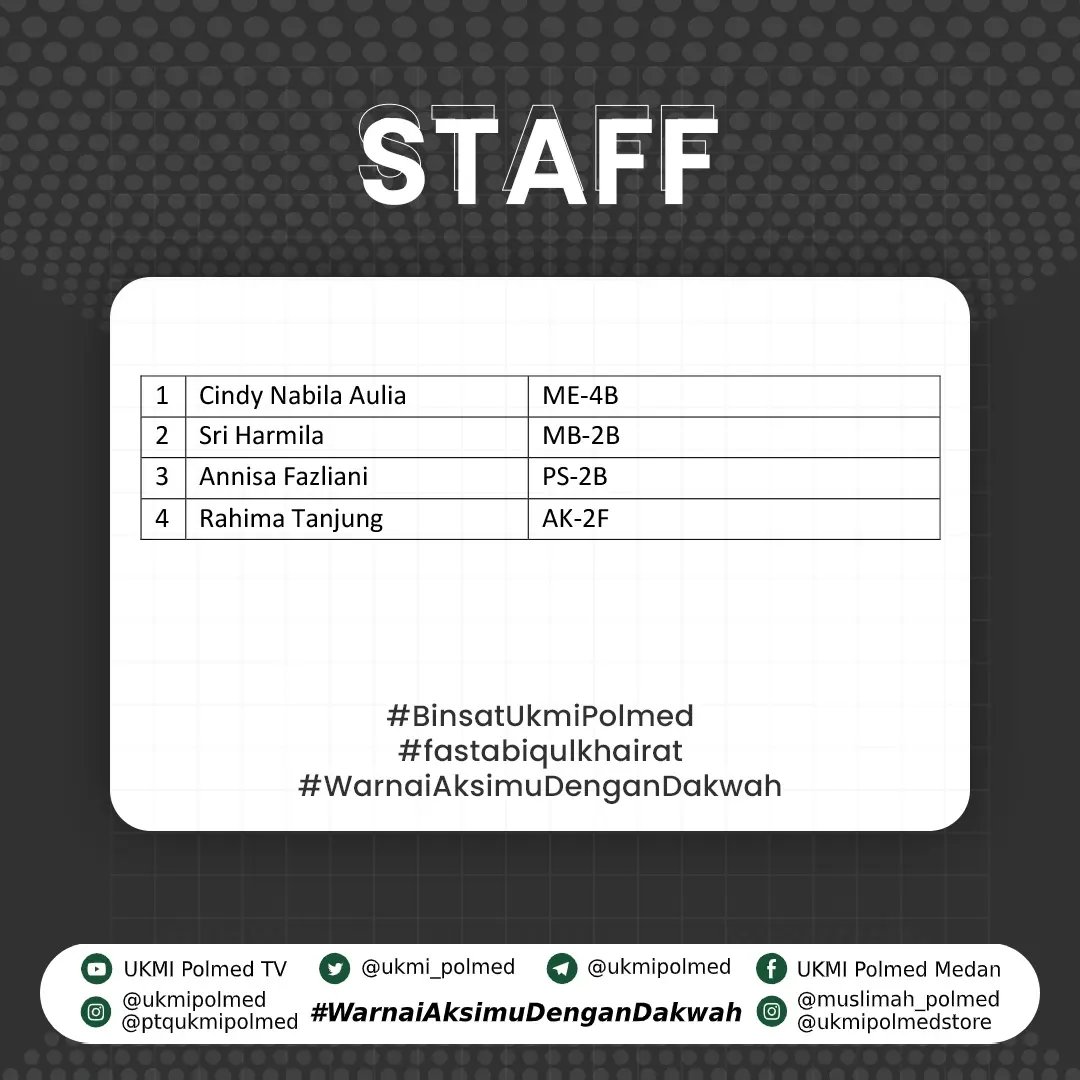 STAFF
1 Cindy Nabila Aulia ME-4B
2 Sri Harmila MB-2B
3 Annisa Fazliani PS-2B
4 Rahima Tanjung AK-2F
#BinsatUkmiPolmed
#fastabiqulkhairat
#WarnaiAksimuDenganDakwah
UKMI Polmed TV @ukmi_polmed @ukmipolmed UKMI Polmed Medan
@ukmipolmed
@ptqukmipolmed
#WarnaiAksimuDenganDakwah
@muslimah_polmed
@ukmipolmedstore